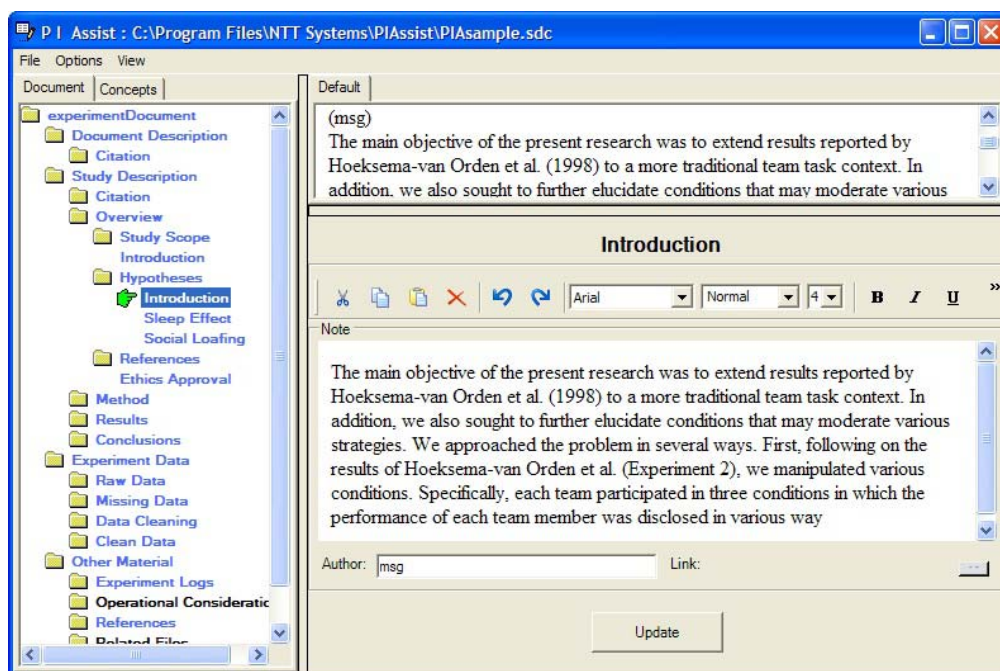 P I Assist : C:\Program Files\NTT Systems\PIAssist\PIAsample.sdc
File Options View
Document Concepts
experimentDocument
Document Description
Citation
Study Description
Citation
Overview
Study Scope
Introduction
Hypotheses
Introduction
Sleep Effect
Social Loafing
References
Ethics Approval
Method
Results
Conclusions
Experiment Data
Raw Data
Missing Data
Data Cleaning
Clean Data
Other Material
Experiment Logs
Operational Consideratic
References
Related Files
Default
(msg)
The main objective of the present research was to extend results reported by
Hoeksema-van Orden et al. (1998) to a more traditional team task context. In
addition, we also sought to further elucidate conditions that may moderate various
Introduction
Arial Normal 4 B I U »
Note
The main objective of the present research was to extend results reported by
Hoeksema-van Orden et al. (1998) to a more traditional team task context. In
addition, we also sought to further elucidate conditions that may moderate various
strategies. We approached the problem in several ways. First, following on the
results of Hoeksema-van Orden et al. (Experiment 2), we manipulated various
conditions. Specifically, each team participated in three conditions in which the
performance of each team member was disclosed in various way
Author: msg Link: ...
Update